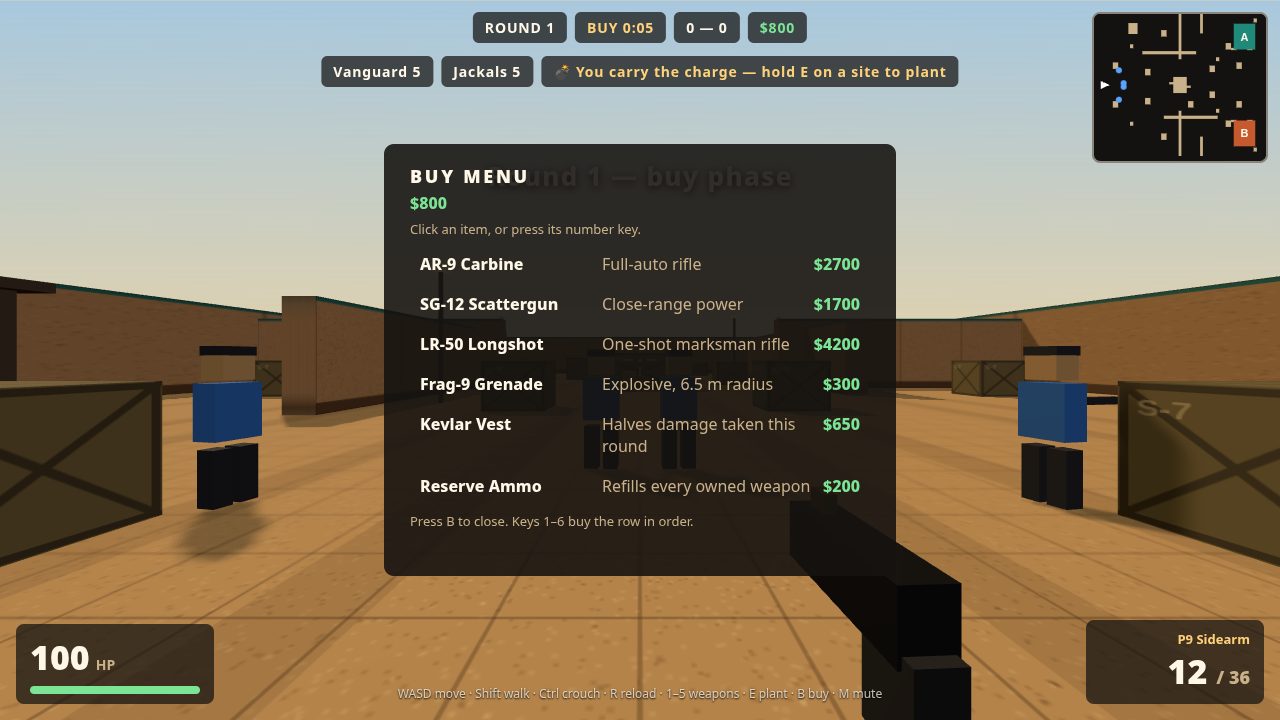 ROUND 1 BUY 0:05 0 — 0 $800
Vanguard 5 Jackals 5 💣 You carry the charge — hold E on a site to plant
A
B
Round 1 — buy phase
BUY MENU
$800
Click an item, or press its number key.
AR-9 Carbine Full-auto rifle $2700
SG-12 Scattergun Close-range power $1700
LR-50 Longshot One-shot marksman rifle $4200
Frag-9 Grenade Explosive, 6.5 m radius $300
Kevlar Vest Halves damage taken this $650
round
Reserve Ammo Refills every owned weapon $200
Press B to close. Keys 1–6 buy the row in order.
S-7
100 HP
P9 Sidearm
12 / 36
WASD move · Shift walk · Ctrl crouch · R reload · 1–5 weapons · E plant · B buy · M mute